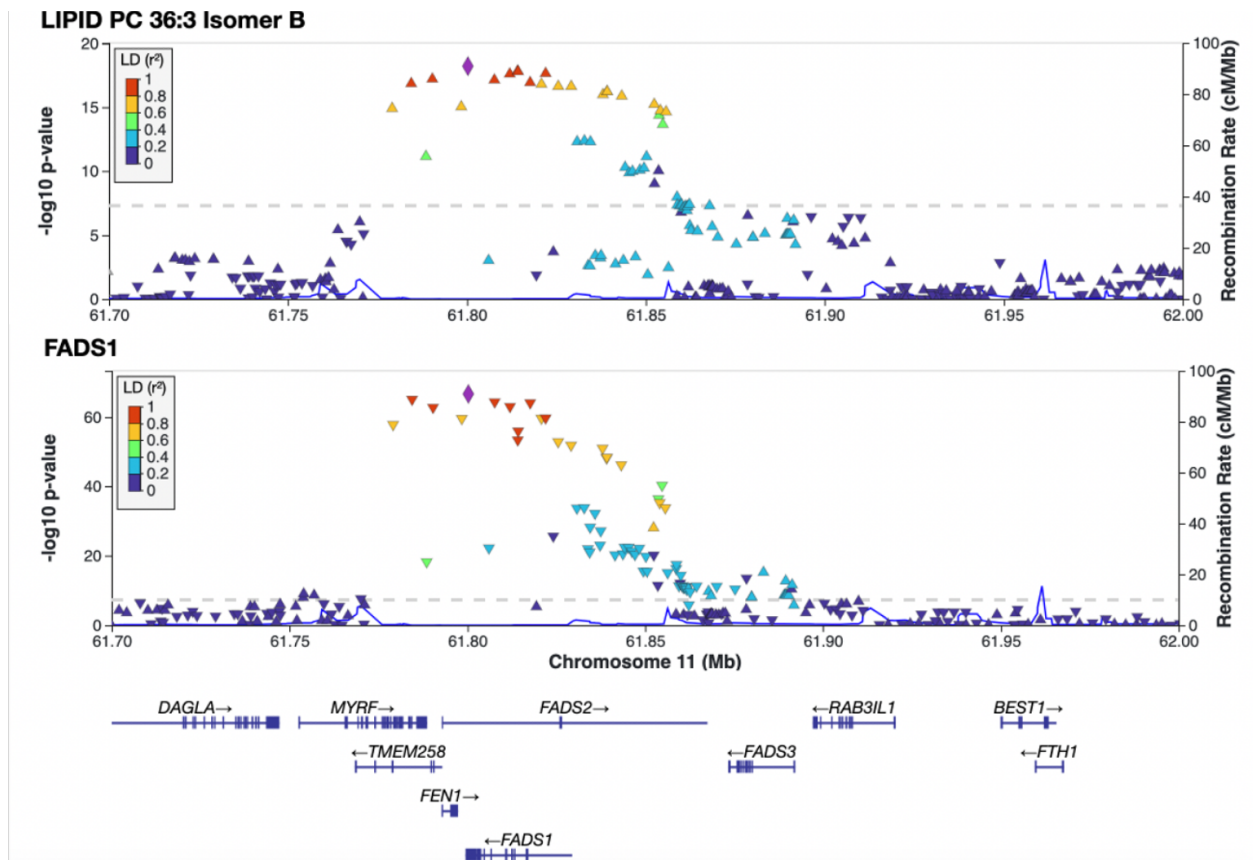 LIPID PC 36:3 Isomer B
LD (r²)
1
0.8
0.6
0.4
0.2
0
20
15
10
5
0
-log10 p-value
100
80
60
40
20
0
Recombination Rate (cM/Mb)
61.70
61.75
61.80
61.85
61.90
61.95
62.00
FADS1
LD (r²)
1
0.8
0.6
0.4
0.2
0
60
40
20
0
-log10 p-value
100
80
60
40
20
0
Recombination Rate (cM/Mb)
61.70
61.75
61.80
61.85
61.90
61.95
62.00
Chromosome 11 (Mb)
DAGLA→
MYRF→
FADS2→
←RAB3IL1
BEST1→
←TMEM258
←FADS3
←FTH1
FEN1→
←FADS1